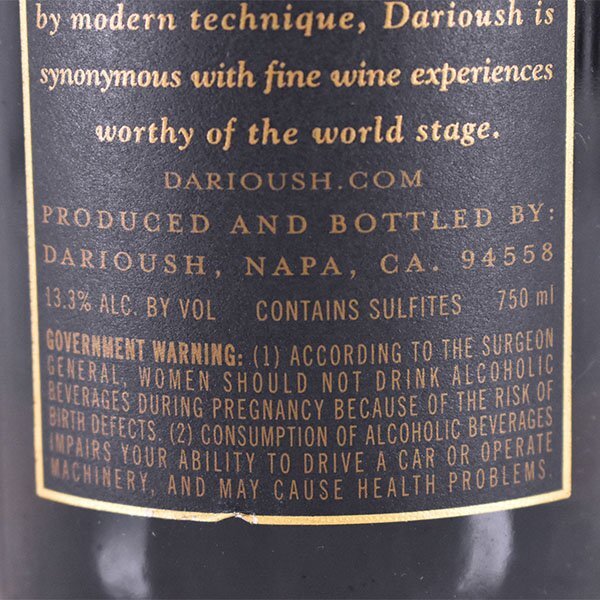 by modern technique, Darioush is
synonymous with fine wine experiences
worthy of the world stage.
DARIOUSH.COM
PRODUCED AND BOTTLED BY:
DARIOUSH, NAPA, CA. 94558
13.3% ALC. BY VOL CONTAINS SULFITES 750 ml
GOVERNMENT WARNING: (1) ACCORDING TO THE SURGEON
GENERAL, WOMEN SHOULD NOT DRINK ALCOHOLIC
BEVERAGES DURING PREGNANCY BECAUSE OF THE RISK OF
BIRTH DEFECTS. (2) CONSUMPTION OF ALCOHOLIC BEVERAGES
IMPAIRS YOUR ABILITY TO DRIVE A CAR OR OPERATE
MACHINERY, AND MAY CAUSE HEALTH PROBLEMS.